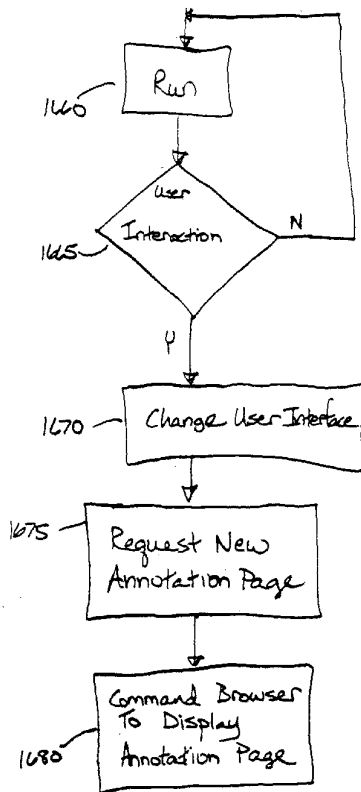 Run
1660
User
Interaction
N
1665
Y
Change User Interface
1670
1675
Request New
Annotation Page
Command Browser
To Display
Annotation Page
1680